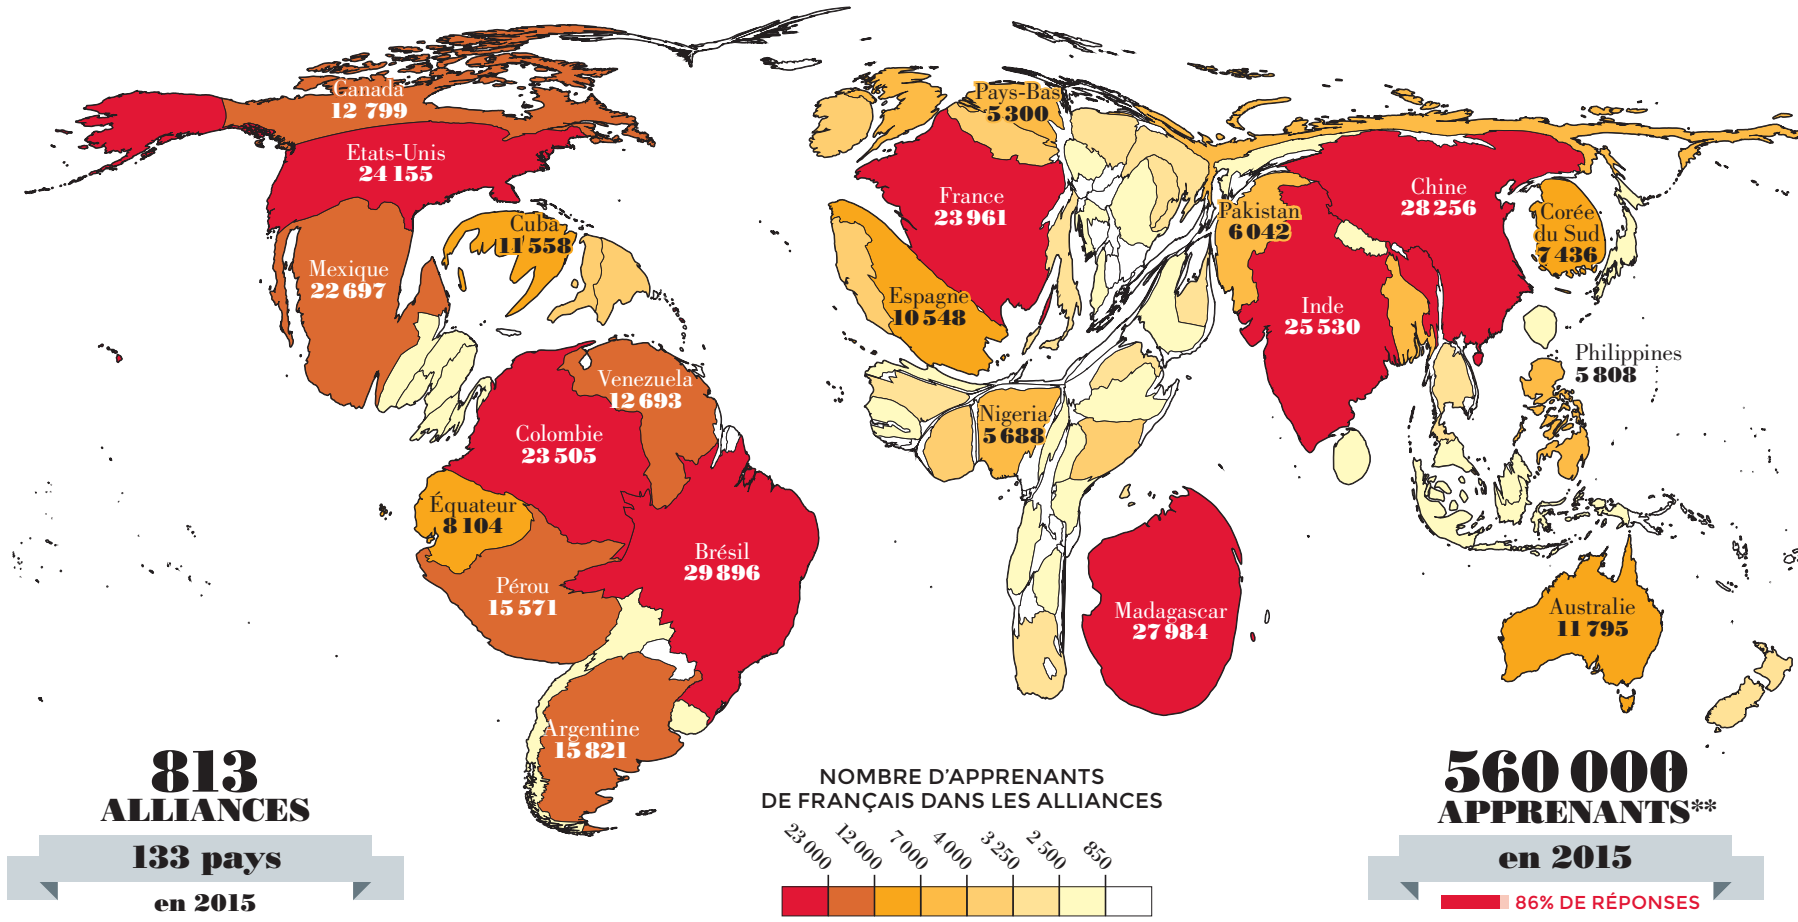 Canada
12 799
Etats-Unis
24 155
Mexique
22 697
Cuba
11 558
Venezuela
12 693
Colombie
23 505
Équateur
8 104
Pérou
15 571
Brésil
29 896
Argentine
15 821
Pays-Bas
5 300
France
23 961
Espagne
10 548
Nigeria
5 688
Madagascar
27 984
Pakistan
6 042
Inde
25 530
Chine
28 256
Corée
du Sud
7 436
Philippines
5 808
Australie
11 795
813
ALLIANCES
133 pays
en 2015
NOMBRE D'APPRENANTS
DE FRANÇAIS DANS LES ALLIANCES
23 000
12 000
7 000
4 000
3 250
2 500
850
560 000
APPRENANTS**
en 2015
86% DE RÉPONSES